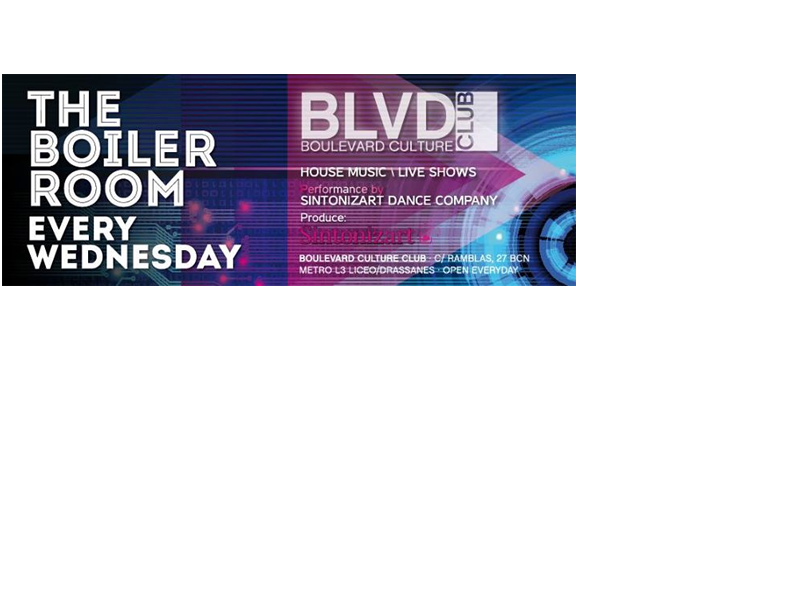 THE
BOILER
ROOM
EVERY
WEDNESDAY
BLVD CLUB
BOULEVARD CULTURE
HOUSE MUSIC \ LIVE SHOWS
Performance by
SINTONIZART DANCE COMPANY
Produce:
Sintonizart
BOULEVARD CULTURE CLUB · C/ RAMBLAS, 27 BCN
METRO L3 LICEO/DRASSANES · OPEN EVERYDAY